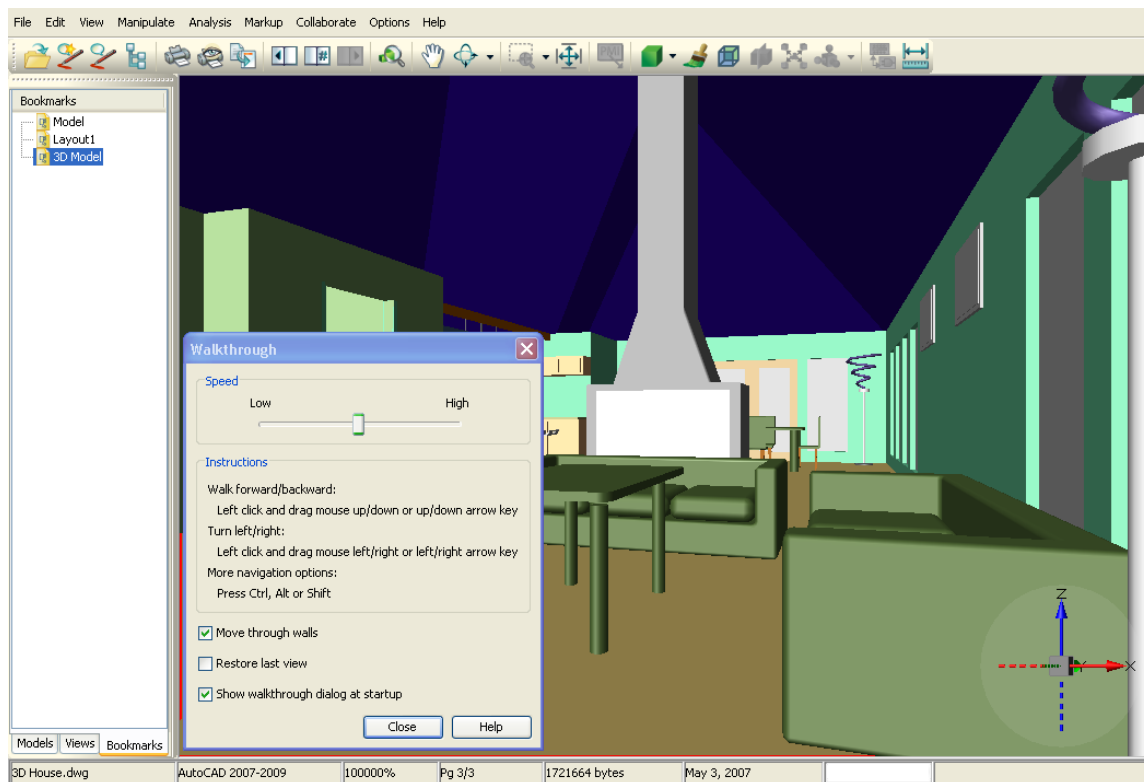 File Edit View Manipulate Analysis Markup Collaborate Options Help
#
Bookmarks
Model
Layout1
3D Model
Walkthrough
Speed
Low High
Instructions
Walk forward/backward:
Left click and drag mouse up/down or up/down arrow key
Turn left/right:
Left click and drag mouse left/right or left/right arrow key
More navigation options:
Press Ctrl, Alt or Shift
Move through walls
Restore last view
Show walkthrough dialog at startup
Close Help
Z
Y X
Models Views Bookmarks
3D House.dwg AutoCAD 2007-2009 100000% Pg 3/3 1721664 bytes May 3, 2007